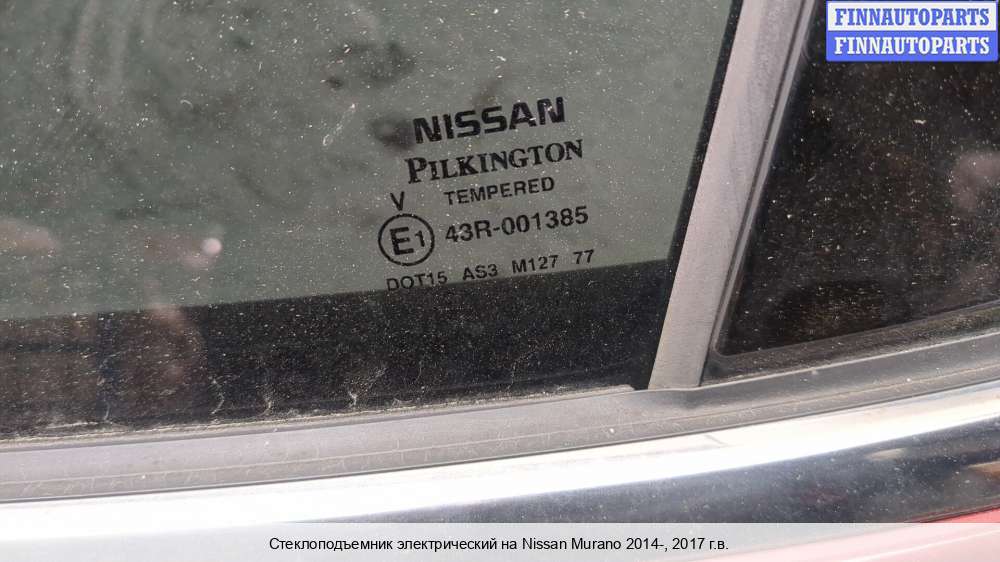 FINNAUTOPARTS
FINNAUTOPARTS
NISSAN
PILKINGTON
TEMPERED
V
E1 43R-001385
DOT15 AS3 M127 77
Стеклоподъемник электрический на Nissan Murano 2014-, 2017 г.в.